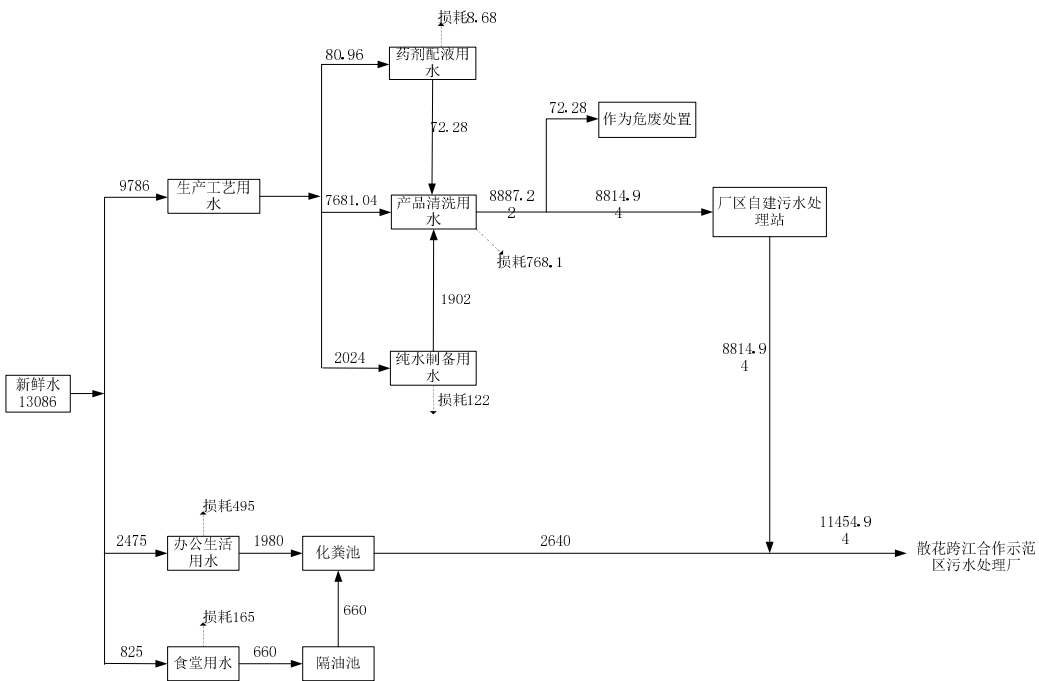 损耗8.68
80.96
药剂配液用
水
72.28
72.28
作为危废处置
9786
生产工艺用
水
7681.04
产品清洗用
水
8887.2
2
8814.9
4
厂区自建污水处
理站
损耗768.1
1902
2024
纯水制备用
水
损耗122
8814.9
4
新鲜水
13086
损耗495
2475
办公生活
用水
1980
化粪池
2640
11454.9
4
散花跨江合作示范
区污水处理厂
损耗165
660
825
食堂用水
660
隔油池